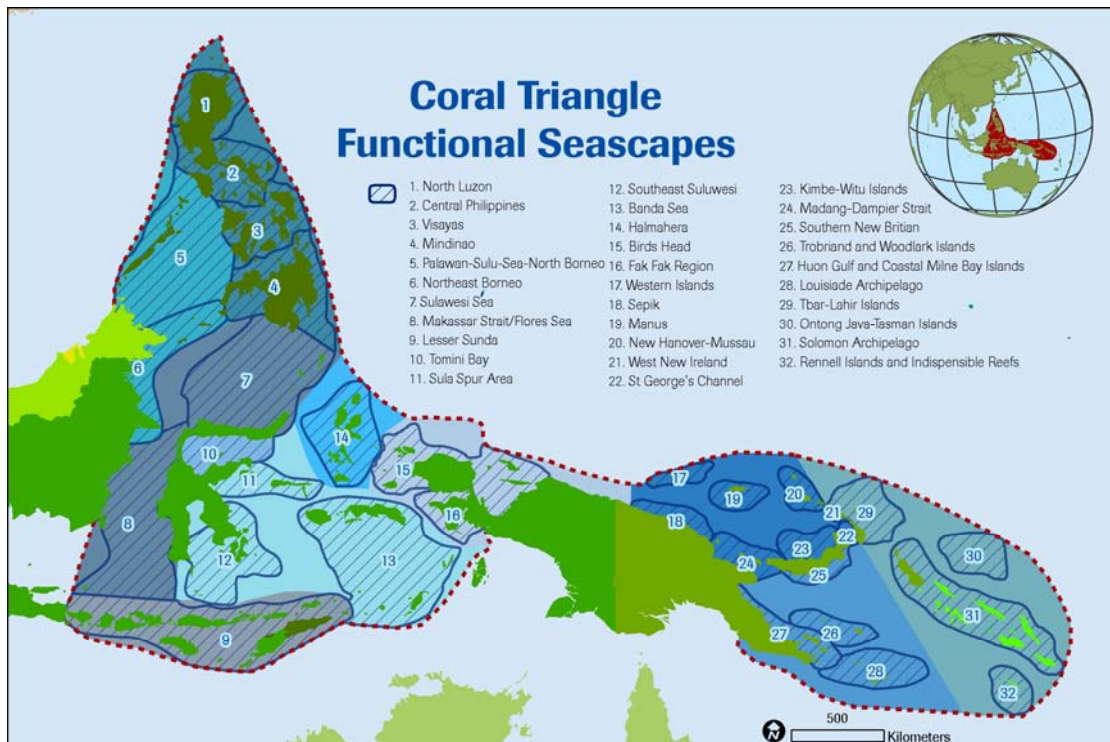 Coral Triangle
Functional Seascapes
1. North Luzon
2. Central Philippines
3. Visayas
4. Mindinao
5. Palawan-Sulu-Sea-North Borneo
6. Northeast Borneo
7. Sulawesi Sea
8. Makassar Strait/Flores Sea
9. Lesser Sunda
10. Tomini Bay
11. Sula Spur Area
12. Southeast Suluwesi
13. Banda Sea
14. Halmahera
15. Birds Head
16. Fak Fak Region
17. Western Islands
18. Sepik
19. Manus
20. New Hanover-Mussau
21. West New Ireland
22. St George's Channel
23. Kimbe-Witu Islands
24. Madang-Dampier Strait
25. Southern New Britian
26. Trobriand and Woodlark Islands
27. Huon Gulf and Coastal Milne Bay Islands
28. Louisiade Archipelago
29. Tbar-Lahir Islands
30. Ontong Java-Tasman Islands
31. Solomon Archipelago
32. Rennell Islands and Indispensible Reefs
1
2
3
4
5
6
7
8
9
10
11
12
13
14
15
16
17
18
19
20
21
22
23
24
25
26
27
28
29
30
31
32
N
500
Kilometers